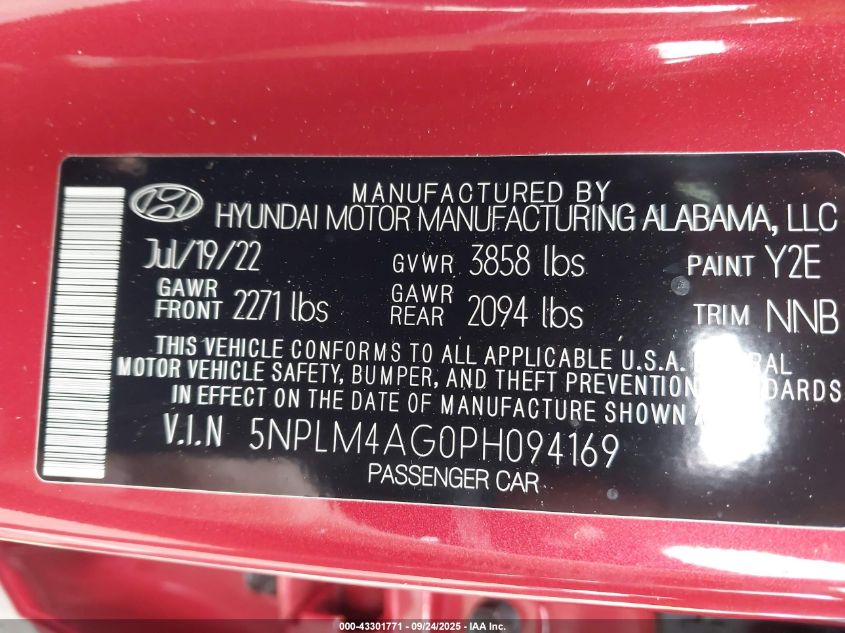 MANUFACTURED BY
HYUNDAI MOTOR MANUFACTURING ALABAMA, LLC
Jul/19/22 GVWR 3858 lbs PAINT Y2E
GAWR FRONT 2271 lbs GAWR REAR 2094 lbs TRIM NNB
THIS VEHICLE CONFORMS TO ALL APPLICABLE U.S.A.
MOTOR VEHICLE SAFETY, BUMPER, AND THEFT PREVENTION STANDARDS
IN EFFECT ON THE DATE OF MANUFACTURE SHOWN
V.I.N 5NPLM4AG0PH094169
PASSENGER CAR
000-43301771 - 09/24/2025 - IAA Inc.